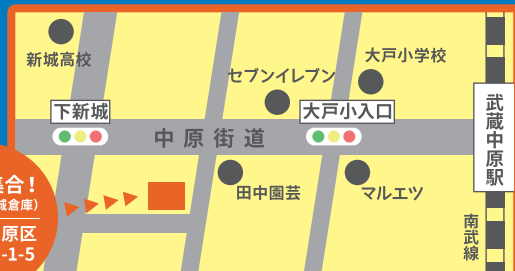 新城高校
大戸小学校
セブンイレブン
下新城
大戸小入口
中原街道
武蔵中原駅
田中園芸
マルエツ
南武線
集合！
城倉庫）
原区
-1-5